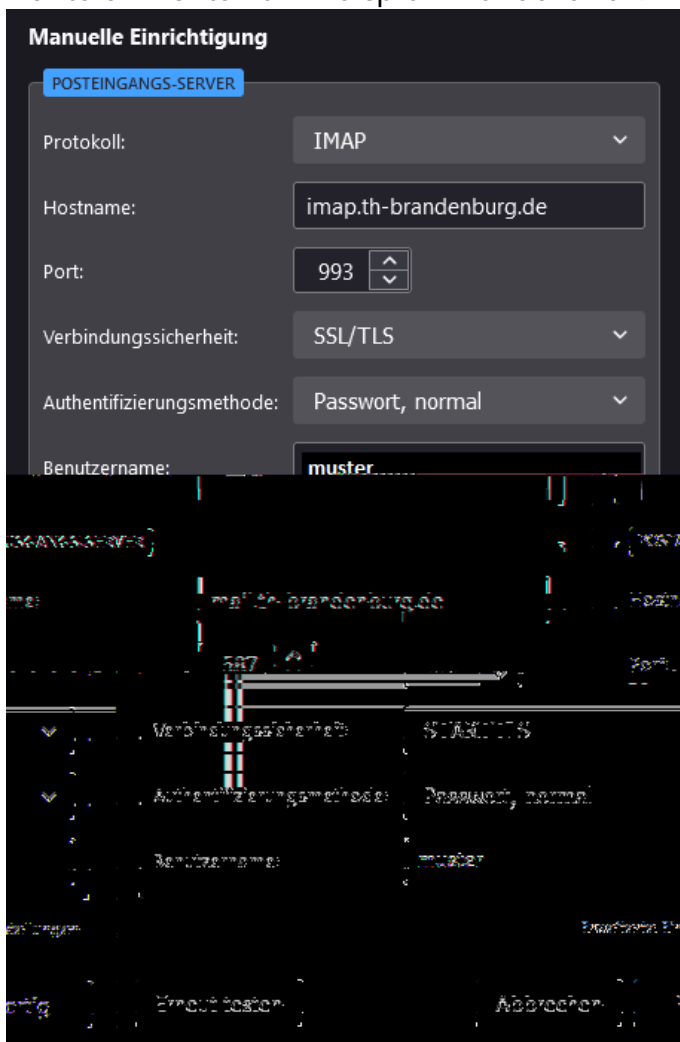 Manuelle Einrichtigung
POSTEINGANGS-SERVER
Protokoll: IMAP
Hostname: imap.th-brandenburg.de
Port: 993
Verbindungssicherheit: SSL/TLS
Authentifizierungsmethode: Passwort, normal
Benutzername: muster
mail.th-brandenburg.de
587
Verbindungssicherheit: STARTTLS
Authentifizierungsmethode: Passwort, normal
Benutzername: muster
Erneut testen Abbrechen